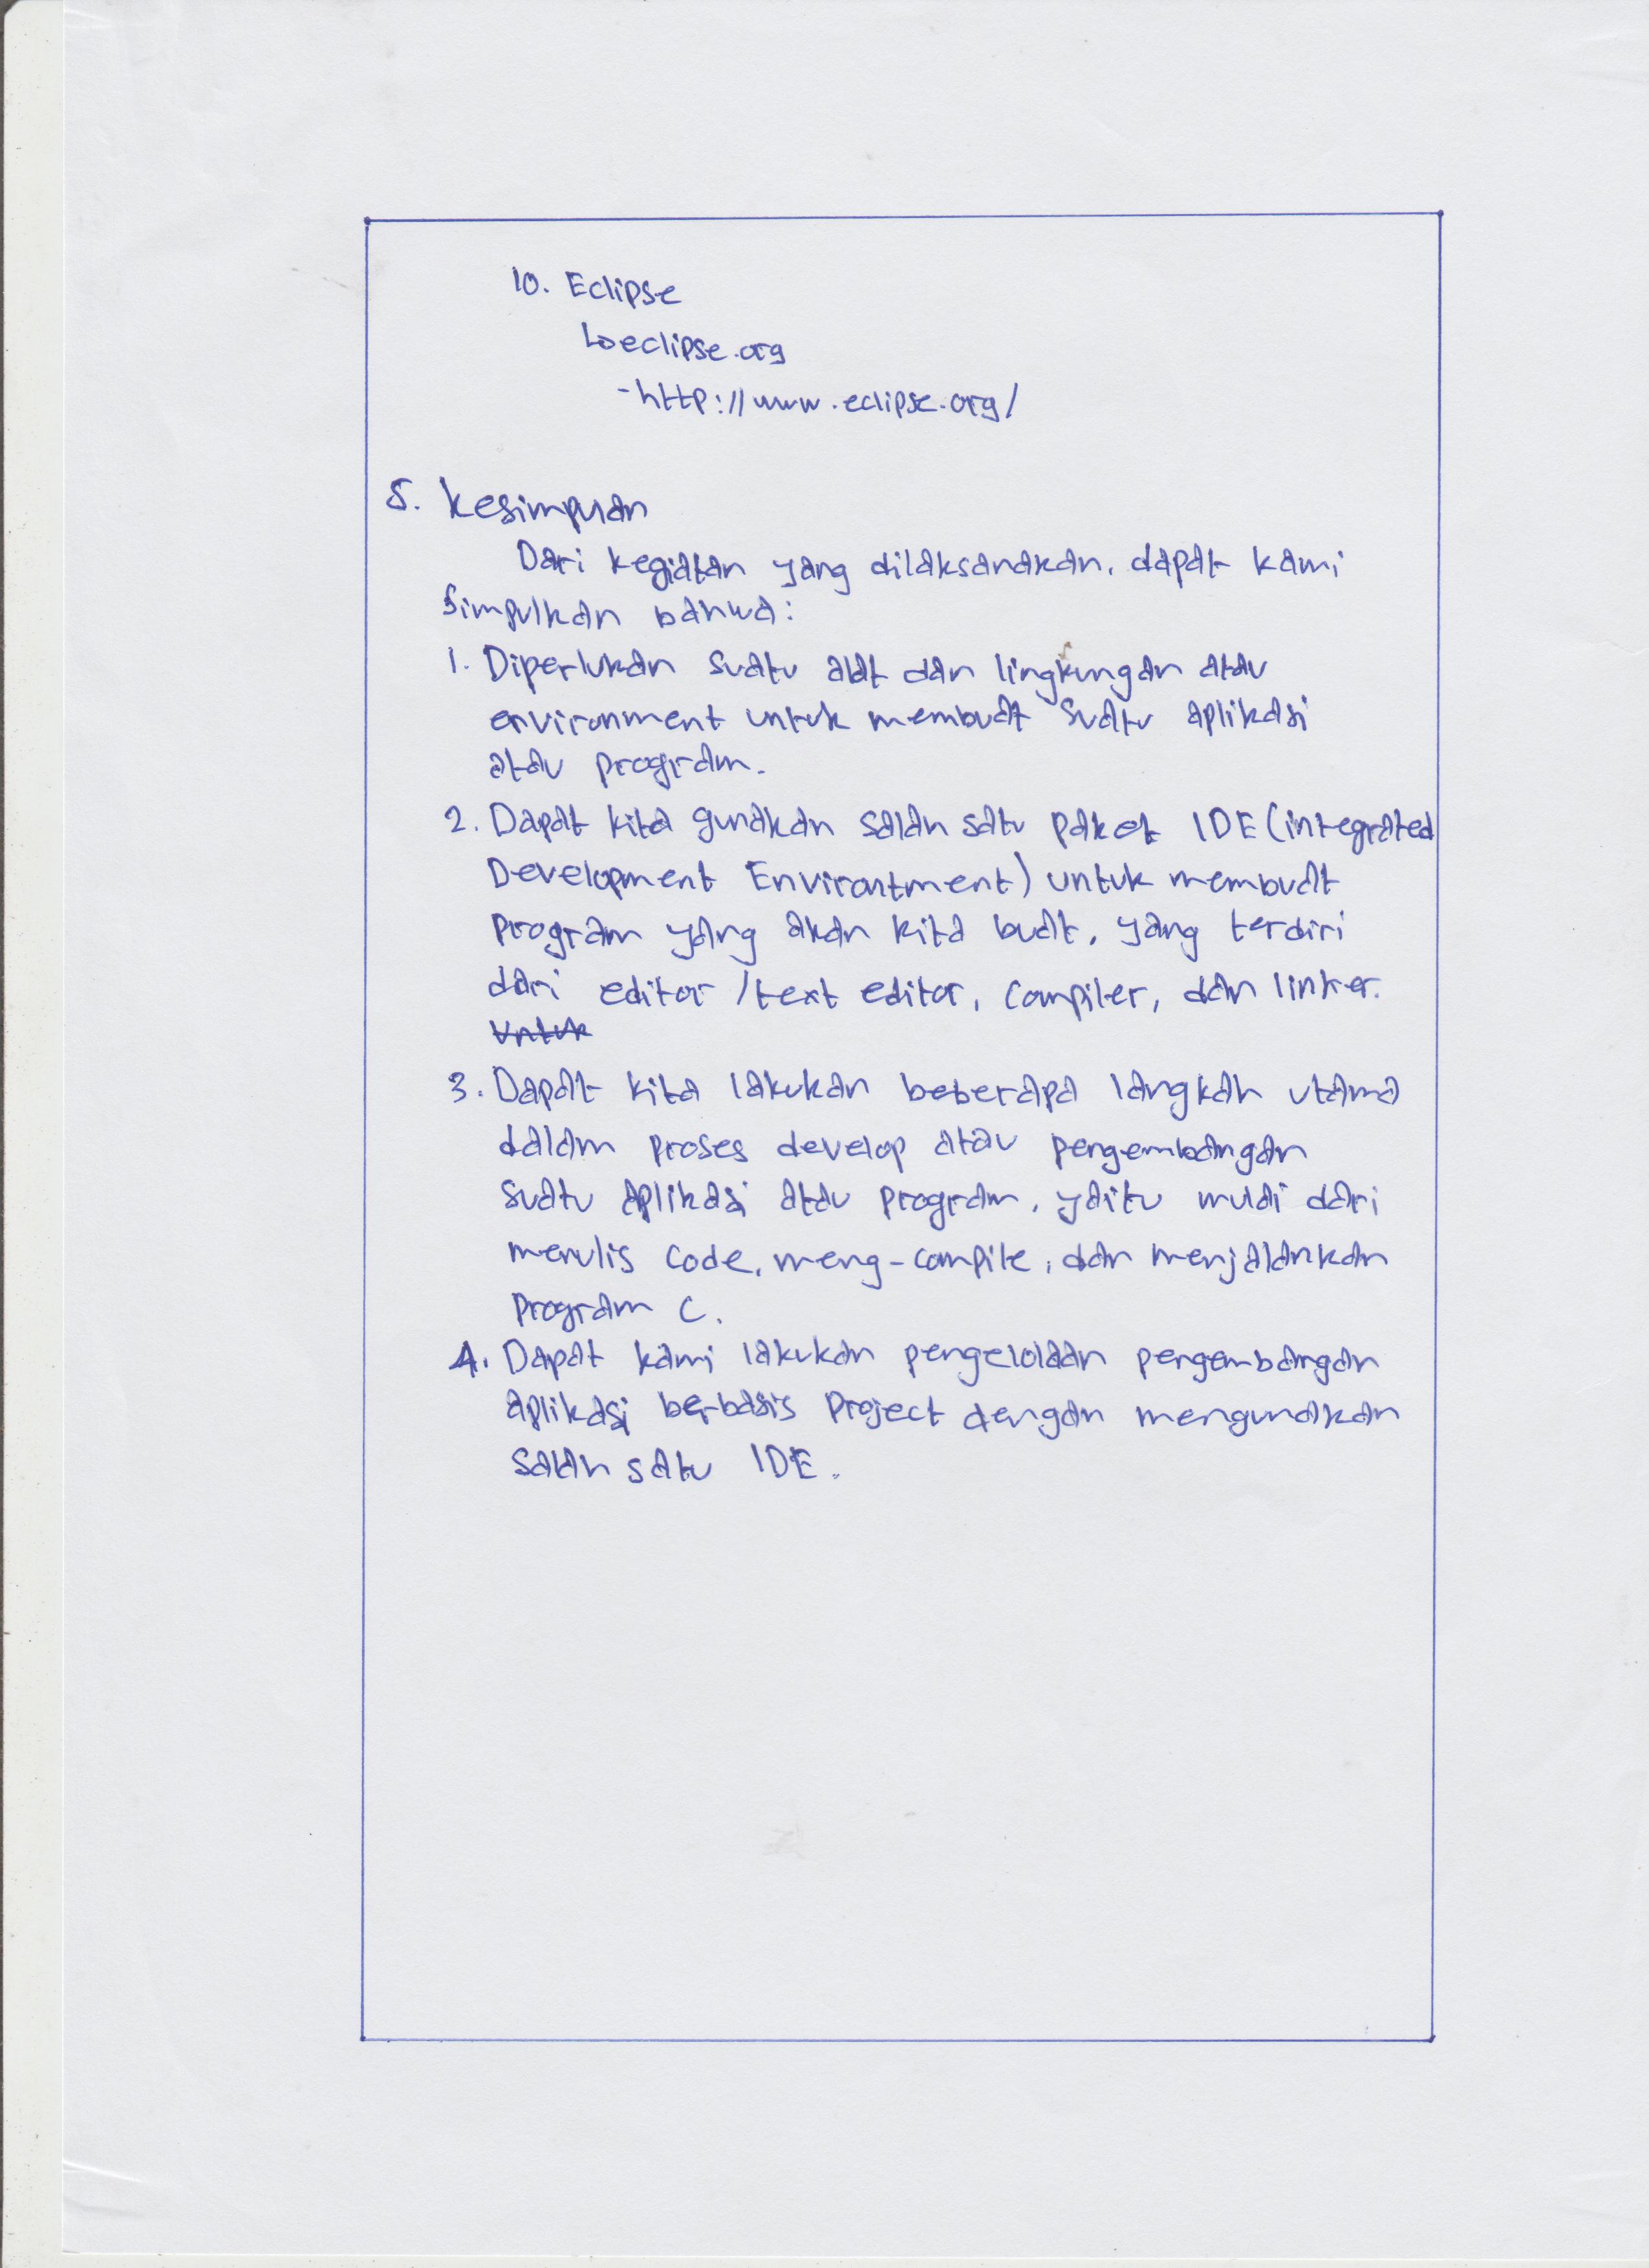 10. Eclipse
↳ eclipse.org
- http://www.eclipse.org/
5. Kesimpuan
Dari kegiatan yang dilaksanakan, dapat kami
simpulkan bahwa:
1. Diperlukan suatu alat dan lingkungan atau
environment untuk membuat suatu aplikasi
atau program.
2. Dapat kita gunakan salah satu paket IDE (integrated
Development Environtment) untuk membuat
program yang akan kita buat, yang terdiri
dari editor / text editor, compiler, dan linker.
Untuk
3. Dapat kita lakukan beberapa langkah utama
dalam proses develop atau pengembangan
suatu aplikasi atau program, yaitu mulai dari
menulis code, meng-compile, dan menjalankan
program C.
4. Dapat kami lakukan pengelolaan pengembangan
aplikasi berbasis Project dengan mengunakan
salah satu IDE.